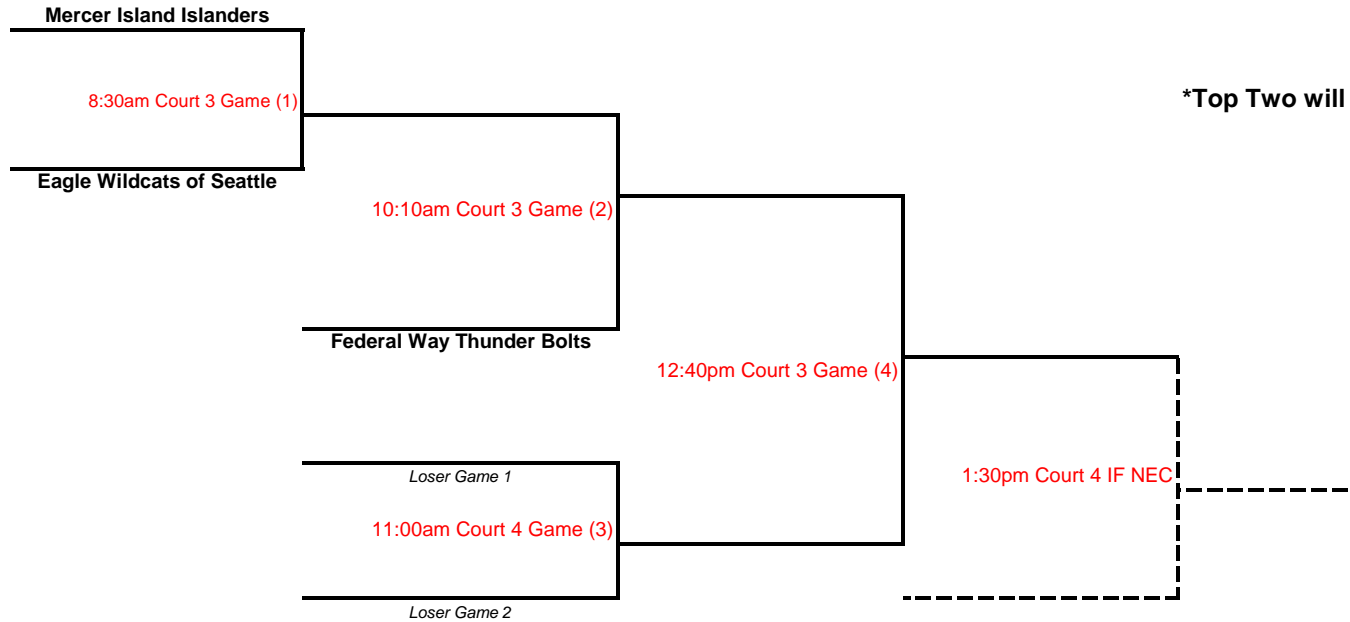 Mercer Island Islanders
8:30am Court 3 Game (1)
*Top Two will
Eagle Wildcats of Seattle
10:10am Court 3 Game (2)
Federal Way Thunder Bolts
12:40pm Court 3 Game (4)
Loser Game 1
1:30pm Court 4 IF NEC
11:00am Court 4 Game (3)
Loser Game 2